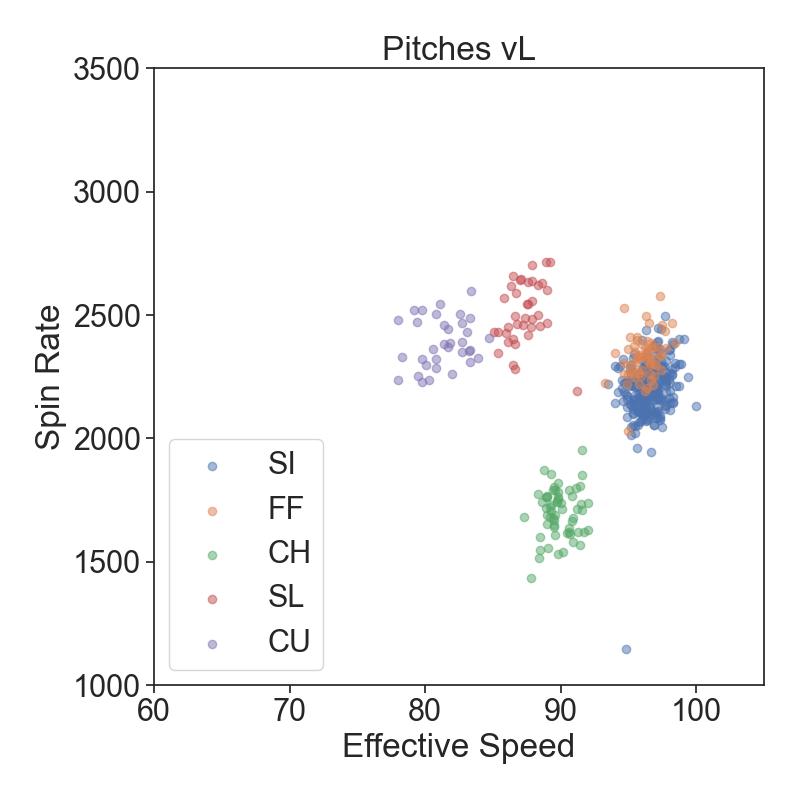 Pitches vL
3500
3000
2500
2000
1500
1000
Spin Rate
SI
FF
CH
SL
CU
60 70 80 90 100
Effective Speed